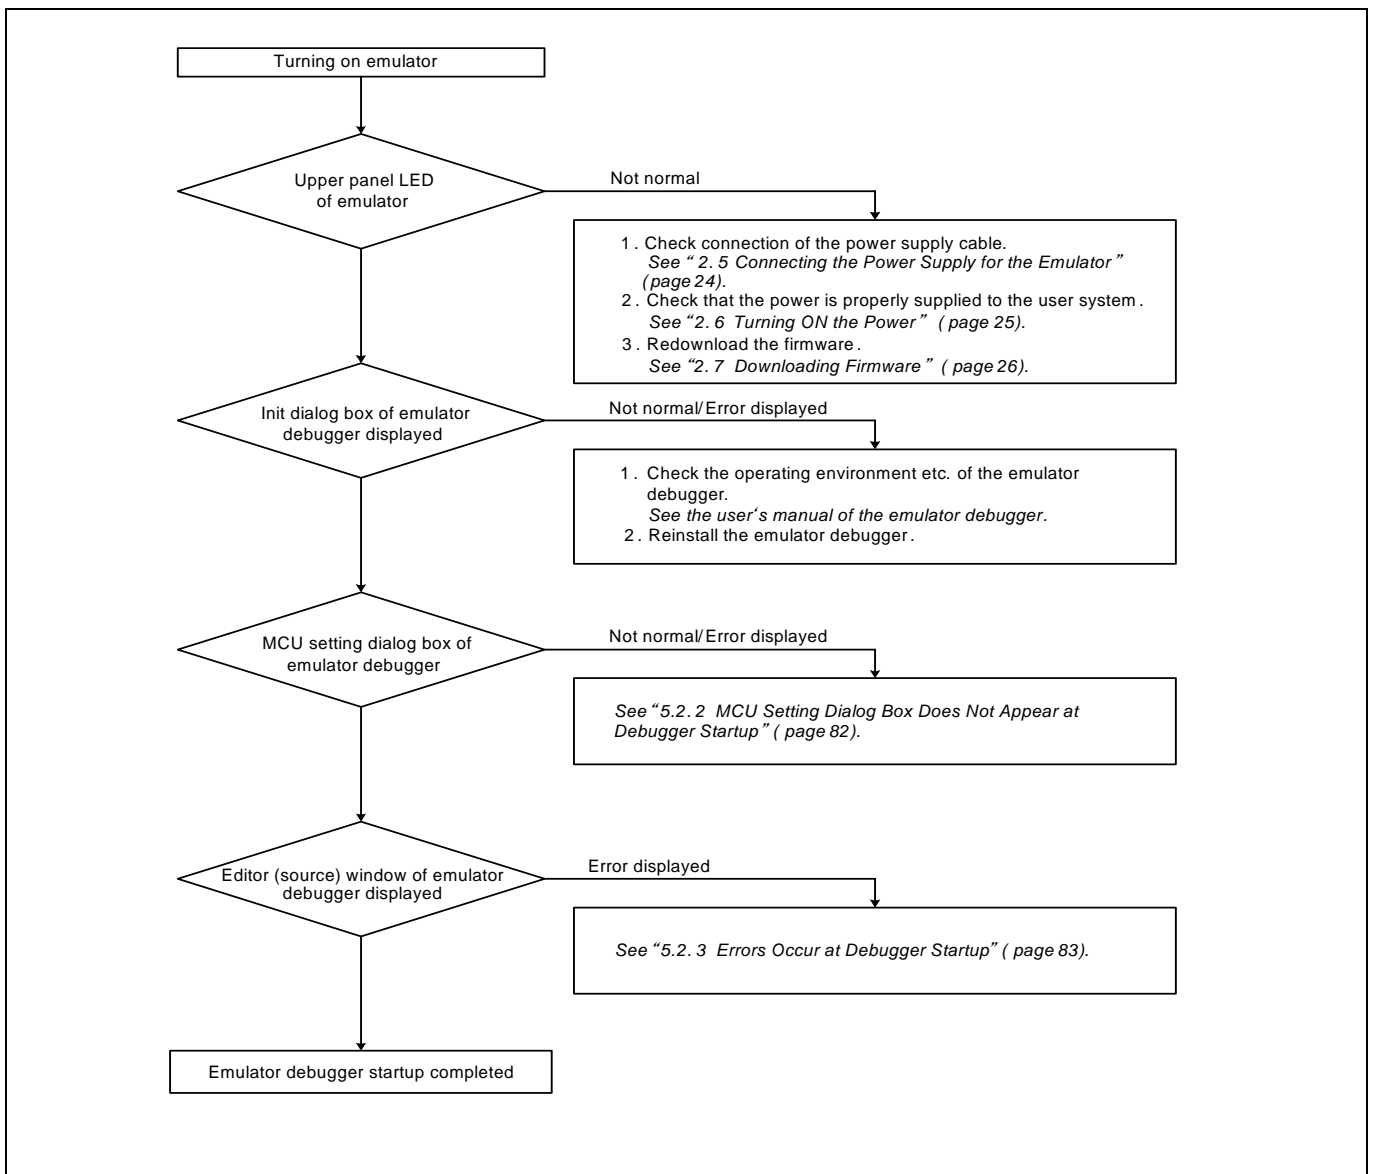 Turning on emulator
Upper panel LED
of emulator
Not normal
1. Check connection of the power supply cable.
See “2.5 Connecting the Power Supply for the Emulator”
(page 24).
2. Check that the power is properly supplied to the user system.
See “2.6 Turning ON the Power” (page 25).
3. Redownload the firmware.
See “2.7 Downloading Firmware” (page 26).
Init dialog box of emulator
debugger displayed
Not normal/Error displayed
1. Check the operating environment etc. of the emulator
debugger.
See the user‘s manual of the emulator debugger.
2. Reinstall the emulator debugger.
MCU setting dialog box of
emulator debugger
Not normal/Error displayed
See “5.2.2 MCU Setting Dialog Box Does Not Appear at
Debugger Startup” (page 82).
Editor (source) window of emulator
debugger displayed
Error displayed
See “5.2.3 Errors Occur at Debugger Startup” (page 83).
Emulator debugger startup completed